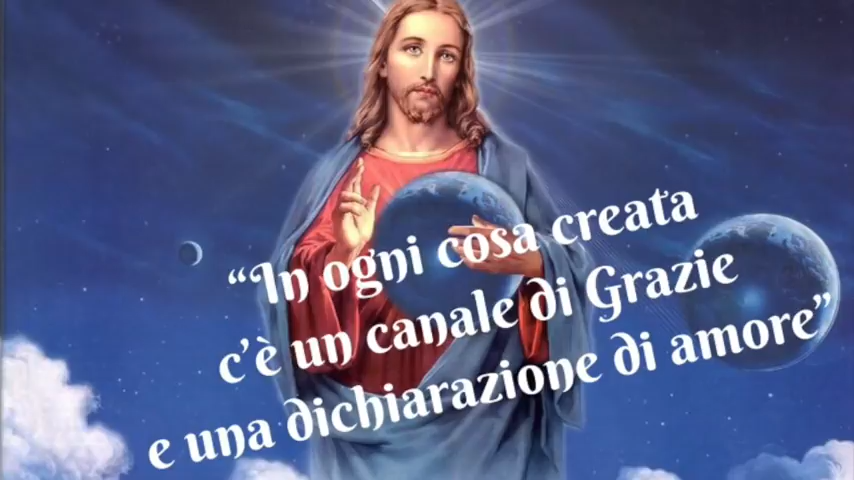 “In ogni cosa creata
c’è un canale di Grazie
e una dichiarazione di amore”